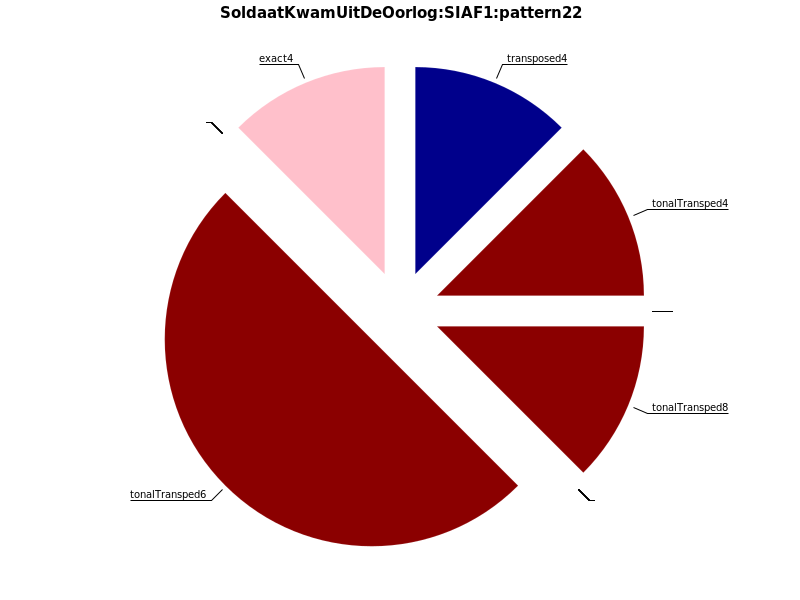 SoldaatKwamUitDeOorlog:SIAF1:pattern22
exact4
transposed4
tonalTransped4
tonalTransped8
tonalTransped6